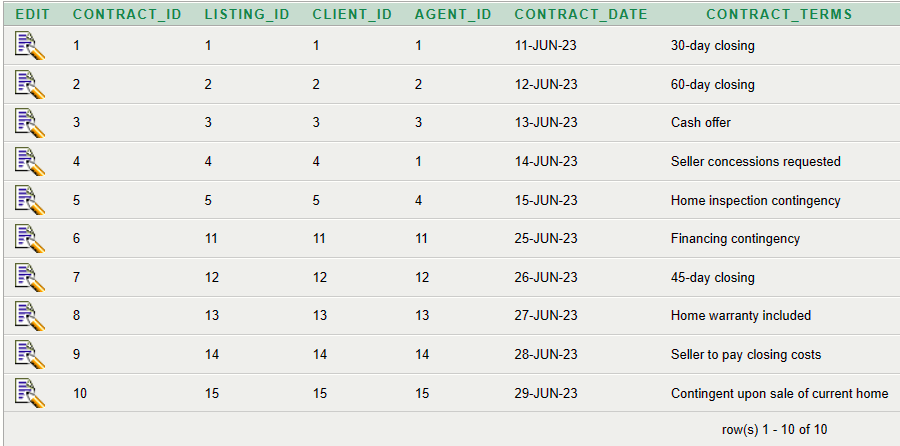 EDIT CONTRACT_ID LISTING_ID CLIENT_ID AGENT_ID CONTRACT_DATE CONTRACT_TERMS
1 1 1 1 11-JUN-23 30-day closing
2 2 2 2 12-JUN-23 60-day closing
3 3 3 3 13-JUN-23 Cash offer
4 4 4 1 14-JUN-23 Seller concessions requested
5 5 5 4 15-JUN-23 Home inspection contingency
6 11 11 11 25-JUN-23 Financing contingency
7 12 12 12 26-JUN-23 45-day closing
8 13 13 13 27-JUN-23 Home warranty included
9 14 14 14 28-JUN-23 Seller to pay closing costs
10 15 15 15 29-JUN-23 Contingent upon sale of current home
row(s) 1 - 10 of 10